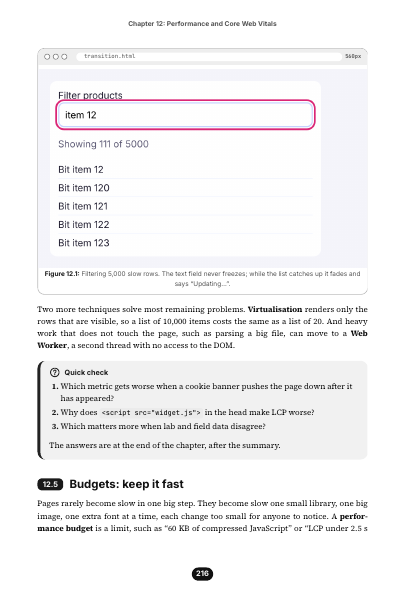 Chapter 12: Performance and Core Web Vitals
transition.html
560px
Filter products
item 12
Showing 111 of 5000
Bit item 12
Bit item 120
Bit item 121
Bit item 122
Bit item 123
Figure 12.1: Filtering 5,000 slow rows. The text field never freezes; while the list catches up it fades and
says “Updating…”.
Two more techniques solve most remaining problems. Virtualisation renders only the
rows that are visible, so a list of 10,000 items costs the same as a list of 20. And heavy
work that does not touch the page, such as parsing a big file, can move to a Web
Worker, a second thread with no access to the DOM.
? Quick check
1. Which metric gets worse when a cookie banner pushes the page down after it
has appeared?
2. Why does <script src="widget.js"> in the head make LCP worse?
3. Which matters more when lab and field data disagree?
The answers are at the end of the chapter, after the summary.
12.5 Budgets: keep it fast
Pages rarely become slow in one big step. They become slow one small library, one big
image, one extra font at a time, each change too small for anyone to notice. A perfor-
mance budget is a limit, such as “60 KB of compressed JavaScript” or “LCP under 2.5 s
216